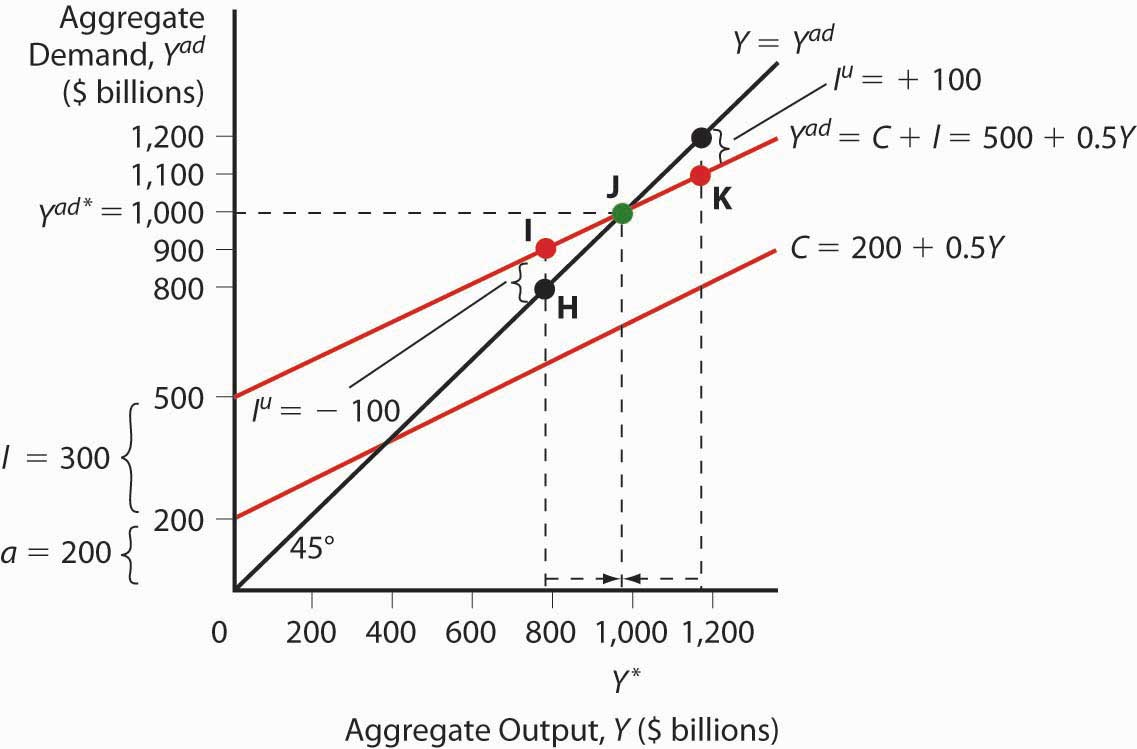 Aggregate
Demand, Yᵃᵈ
($ billions)
Y = Yᵃᵈ
Iᵘ = + 100
1,200
Yᵃᵈ = C + I = 500 + 0.5Y
1,100
J
K
Yᵃᵈ* = 1,000
I
900
C = 200 + 0.5Y
800
H
500
Iᵘ = − 100
I = 300
200
a = 200
45°
0 200 400 600 800 1,000 1,200
Y*
Aggregate Output, Y ($ billions)